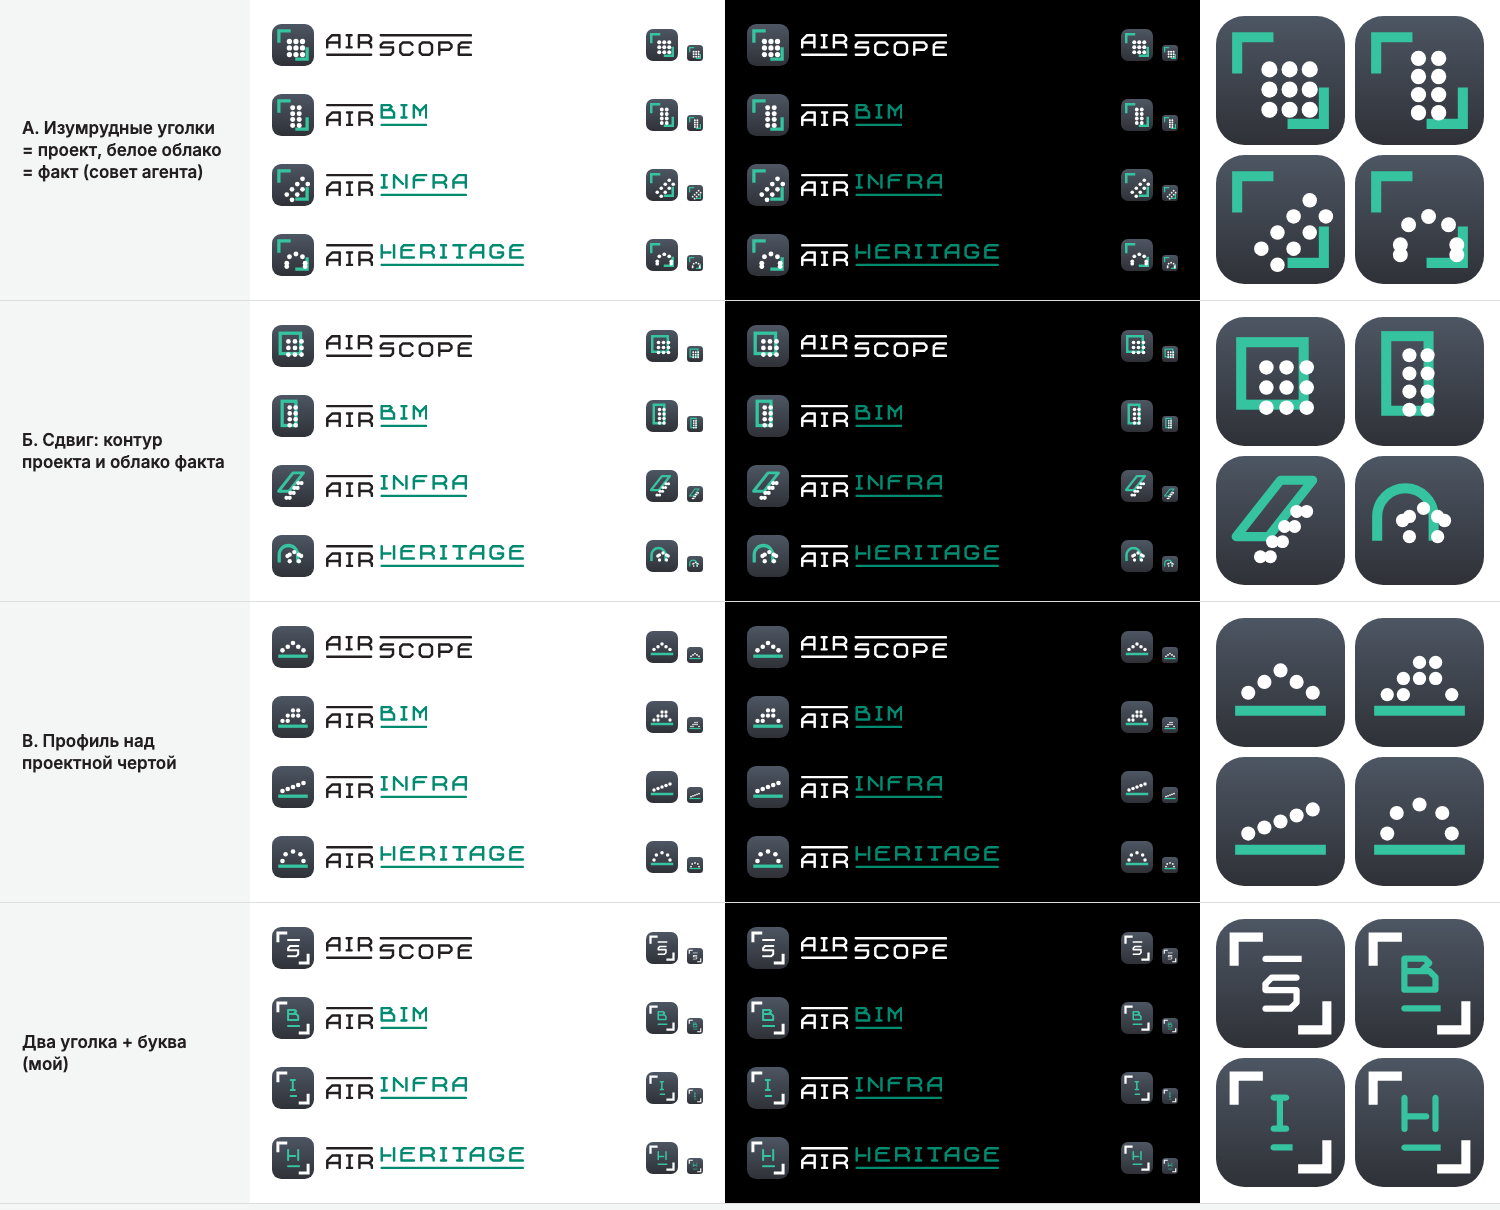 А. Изумрудные уголки
= проект, белое облако
= факт (совет агента)
AIR SCOPE
AIR BIM
AIR INFRA
AIR HERITAGE
AIR SCOPE
AIR BIM
AIR INFRA
AIR HERITAGE
Б. Сдвиг: контур
проекта и облако факта
AIR SCOPE
AIR BIM
AIR INFRA
AIR HERITAGE
AIR SCOPE
AIR BIM
AIR INFRA
AIR HERITAGE
В. Профиль над
проектной чертой
AIR SCOPE
AIR BIM
AIR INFRA
AIR HERITAGE
AIR SCOPE
AIR BIM
AIR INFRA
AIR HERITAGE
Два уголка + буква
(мой)
S AIR SCOPE S S
B AIR BIM B B
I AIR INFRA I I
H AIR HERITAGE H H
S AIR SCOPE S S
B AIR BIM B B
I AIR INFRA I I
H AIR HERITAGE H H
S B
I H